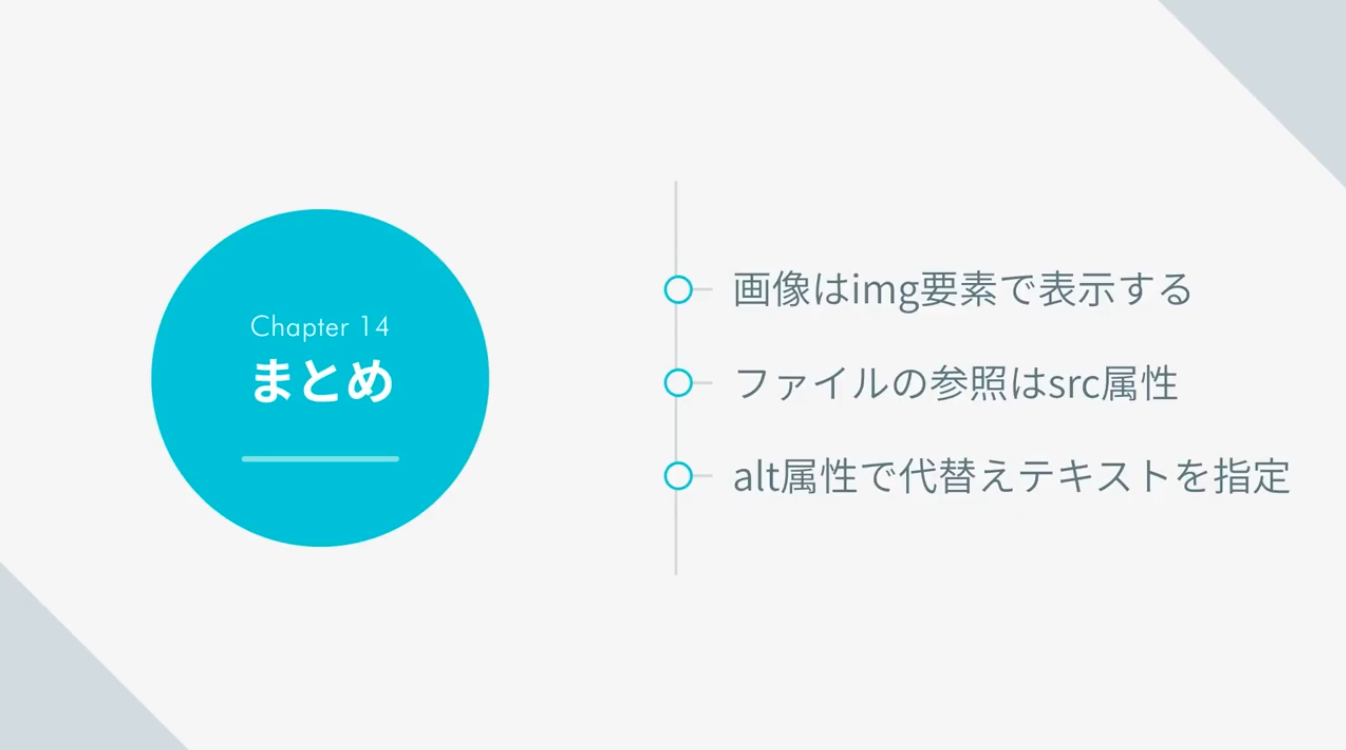 Chapter 14
まとめ
画像はimg要素で表示する
ファイルの参照はsrc属性
alt属性で代替えテキストを指定